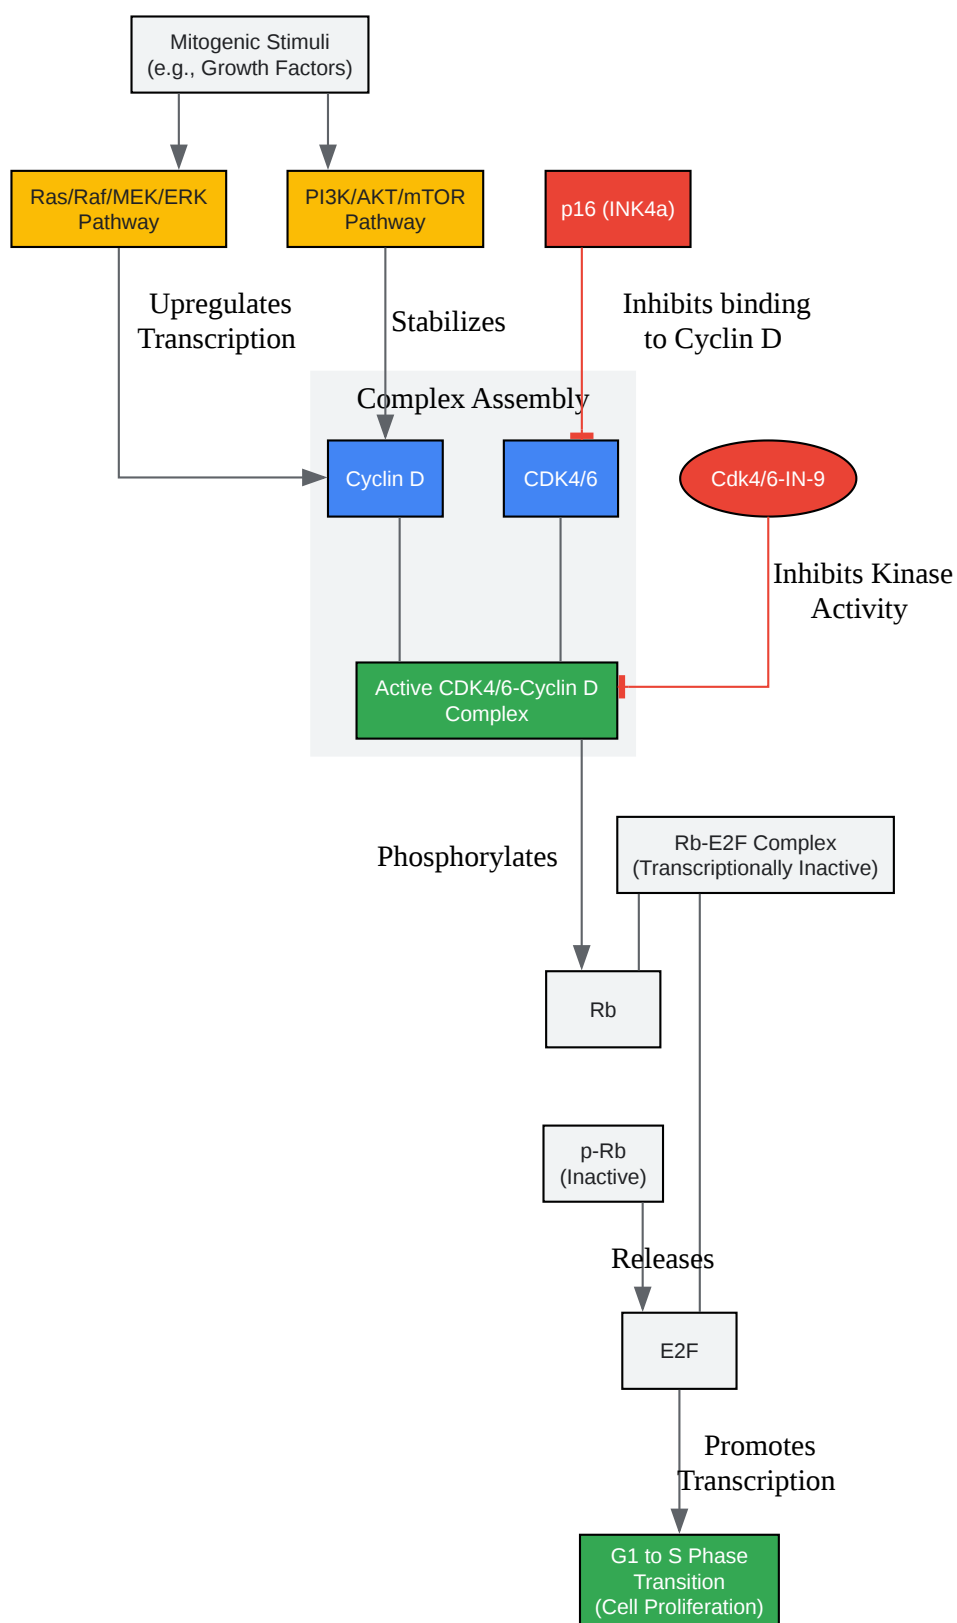 Mitogenic Stimuli
(e.g., Growth Factors)
Ras/Raf/MEK/ERK
Pathway
PI3K/AKT/mTOR
Pathway
p16 (INK4a)
Upregulates
Transcription
Stabilizes
Inhibits binding
to Cyclin D
Complex Assembly
Cyclin D
CDK4/6
Cdk4/6-IN-9
Inhibits Kinase
Activity
Active CDK4/6-Cyclin D
Complex
Phosphorylates
Rb-E2F Complex
(Transcriptionally Inactive)
Rb
p-Rb
(Inactive)
Releases
E2F
Promotes
Transcription
G1 to S Phase
Transition
(Cell Proliferation)